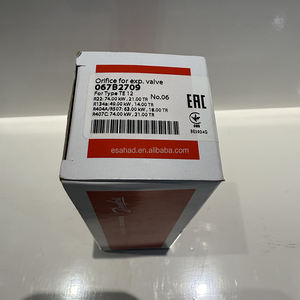 Orifice for exp. valve
067B2709
For Type TE 12
No.06
R22: 74.00 kW , 21.00 TR
R134a: 49.00 kW , 14.00 TR
R404A/R507: 63.00 kW , 18.00 TR
R407C: 74.00 kW , 21.00 TR
EAC
esahad.com
Danfoss